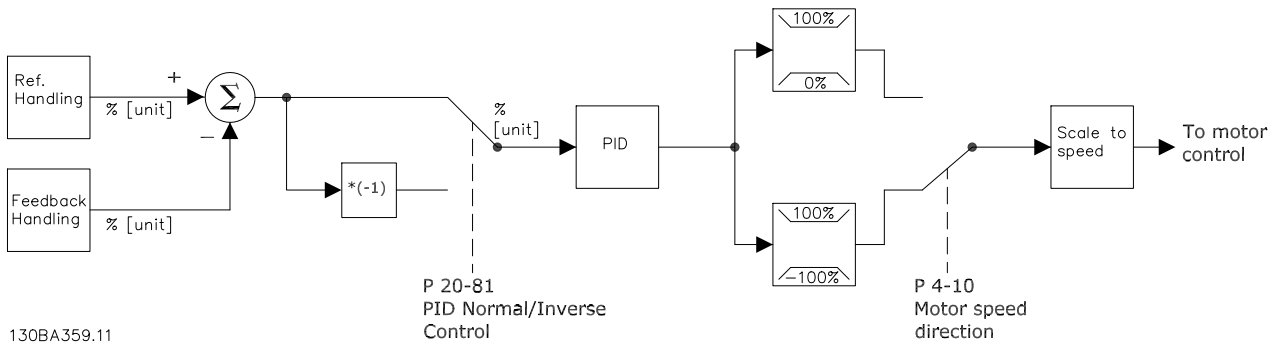 Ref.
Handling
+
% [unit]
Σ
−
Feedback
Handling
% [unit]
*(-1)
%
[unit]
P 20-81
PID Normal/Inverse
Control
PID
100%
0%
100%
−100%
P 4-10
Motor speed
direction
Scale to
speed
To motor
control
130BA359.11